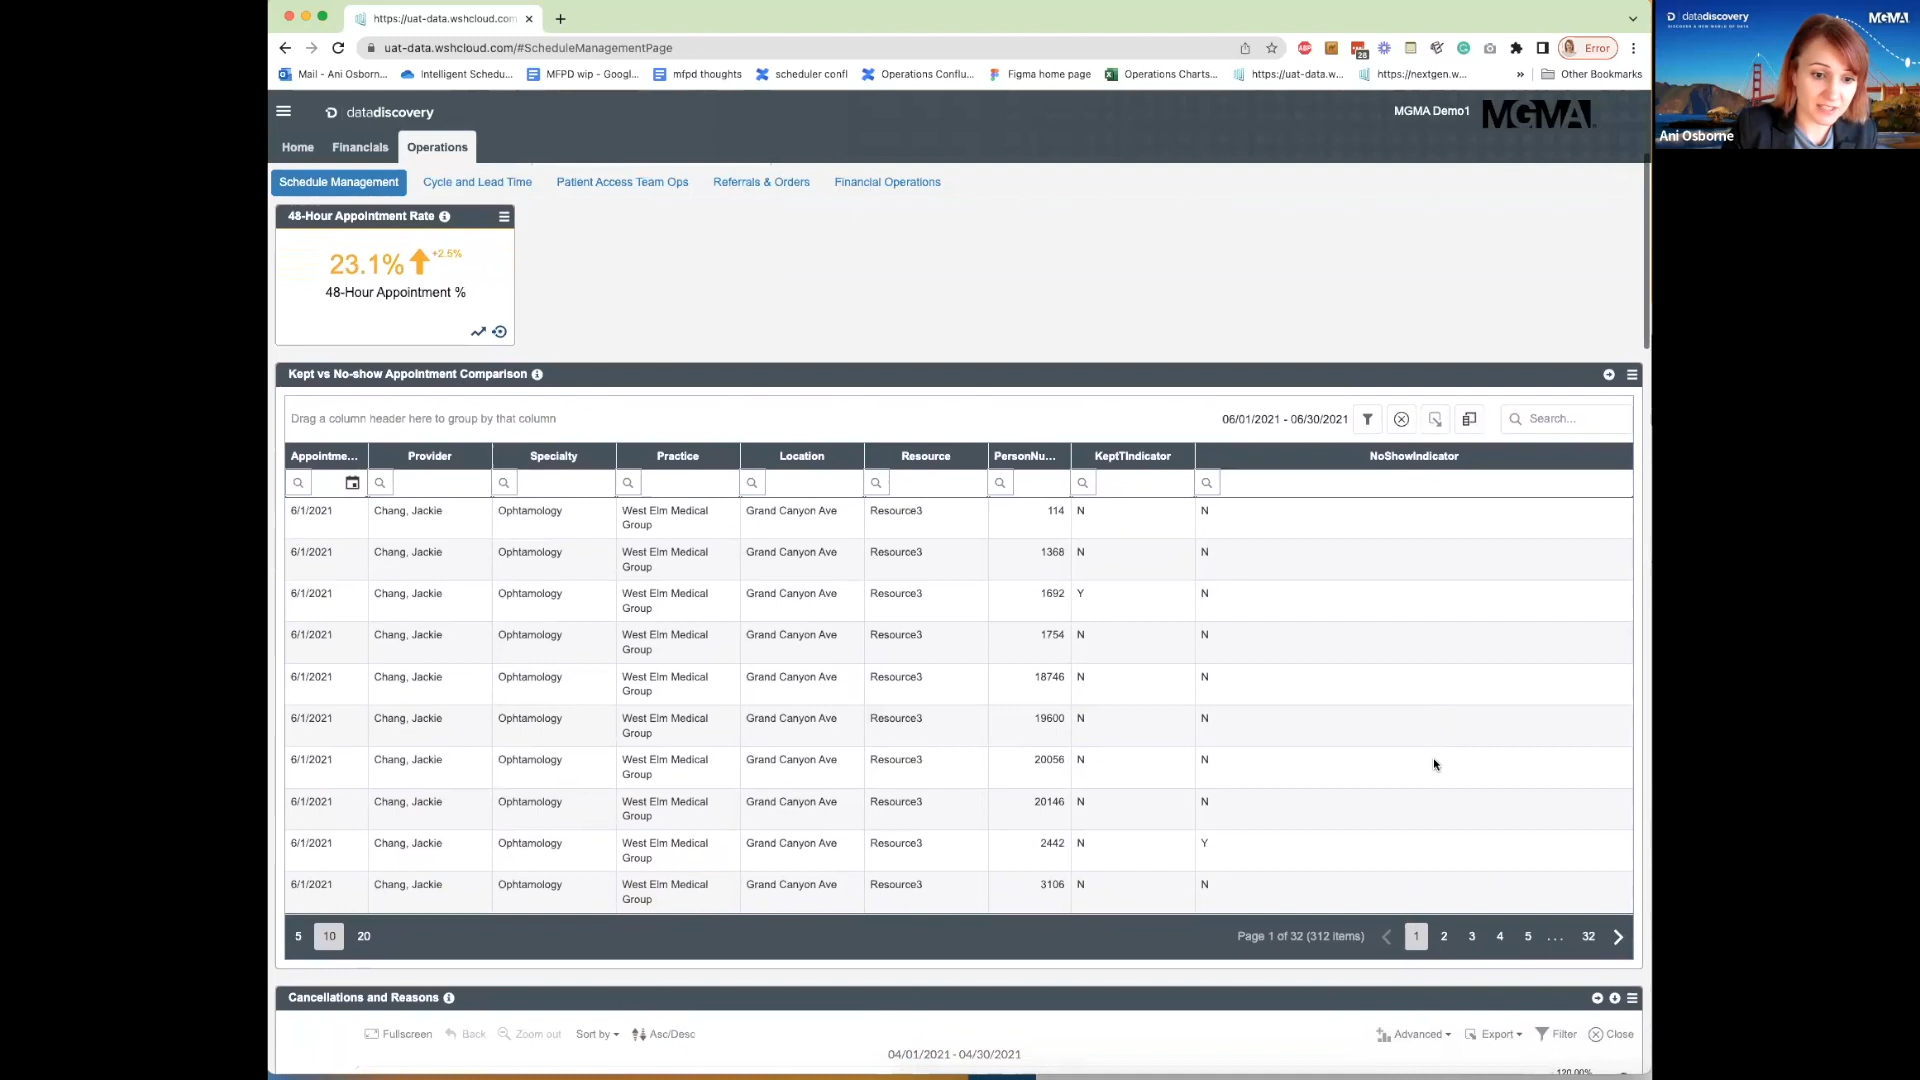 https://uat-data.wshcloud.com
uat-data.wshcloud.com/#ScheduleManagementPage
28
Error
Mail - Ani Osborn...
Intelligent Schedu...
MFPD wip - Googl...
mfpd thoughts
scheduler confl
Operations Conflu...
Figma home page
Operations Charts...
https://uat-data.w...
https://nextgen.w...
Other Bookmarks
datadiscovery
MGMA Demo1
MGMA
Home
Financials
Operations
Schedule Management
Cycle and Lead Time
Patient Access Team Ops
Referrals & Orders
Financial Operations
48-Hour Appointment Rate
23.1%
+2.5%
48-Hour Appointment %
Kept vs No-show Appointment Comparison
Drag a column header here to group by that column
06/01/2021 - 06/30/2021
Search...
Appointme... Provider Specialty Practice Location Resource PersonNu... KeptTIndicator NoShowIndicator
6/1/2021 Chang, Jackie Ophtamology West Elm Medical Grand Canyon Ave Resource3 114 N N
Group
6/1/2021 Chang, Jackie Ophtamology West Elm Medical Grand Canyon Ave Resource3 1368 N N
Group
6/1/2021 Chang, Jackie Ophtamology West Elm Medical Grand Canyon Ave Resource3 1692 Y N
Group
6/1/2021 Chang, Jackie Ophtamology West Elm Medical Grand Canyon Ave Resource3 1754 N N
Group
6/1/2021 Chang, Jackie Ophtamology West Elm Medical Grand Canyon Ave Resource3 18746 N N
Group
6/1/2021 Chang, Jackie Ophtamology West Elm Medical Grand Canyon Ave Resource3 19600 N N
Group
6/1/2021 Chang, Jackie Ophtamology West Elm Medical Grand Canyon Ave Resource3 20056 N N
Group
6/1/2021 Chang, Jackie Ophtamology West Elm Medical Grand Canyon Ave Resource3 20146 N N
Group
6/1/2021 Chang, Jackie Ophtamology West Elm Medical Grand Canyon Ave Resource3 2442 N Y
Group
6/1/2021 Chang, Jackie Ophtamology West Elm Medical Grand Canyon Ave Resource3 3106 N N
Group
5 10 20
Page 1 of 32 (312 items)
1 2 3 4 5 ... 32
Cancellations and Reasons
Fullscreen Back Zoom out Sort by Asc/Desc
Advanced Export Filter Close
04/01/2021 - 04/30/2021
120.00%
datadiscovery
DISCOVER A NEW WORLD OF DATA
MGMA
Ani Osborne